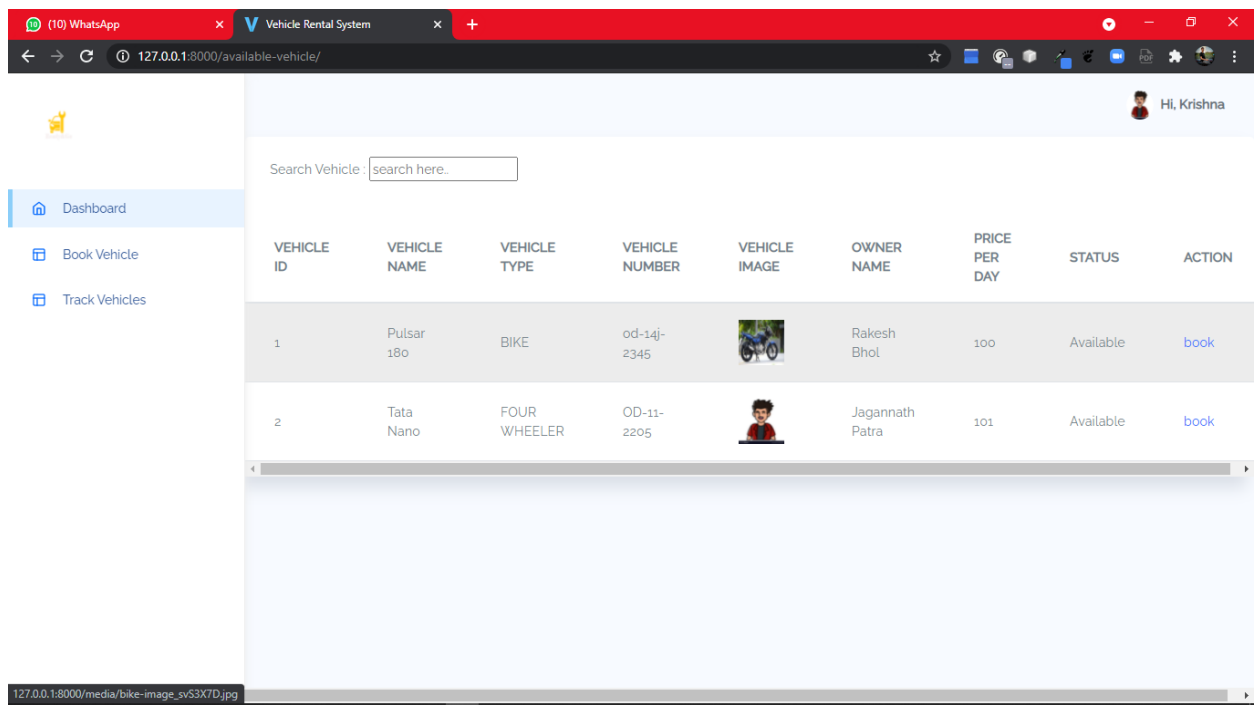 (10) WhatsApp
Vehicle Rental System
127.0.0.1:8000/available-vehicle/
Hi, Krishna
Search Vehicle : search here..
Dashboard
Book Vehicle
Track Vehicles
VEHICLE ID
VEHICLE NAME
VEHICLE TYPE
VEHICLE NUMBER
VEHICLE IMAGE
OWNER NAME
PRICE PER DAY
STATUS
ACTION
1
Pulsar 180
BIKE
od-14j-2345
Rakesh Bhol
100
Available
book
2
Tata Nano
FOUR WHEELER
OD-11-2205
Jagannath Patra
101
Available
book
127.0.0.1:8000/media/bike-image_svS3X7D.jpg